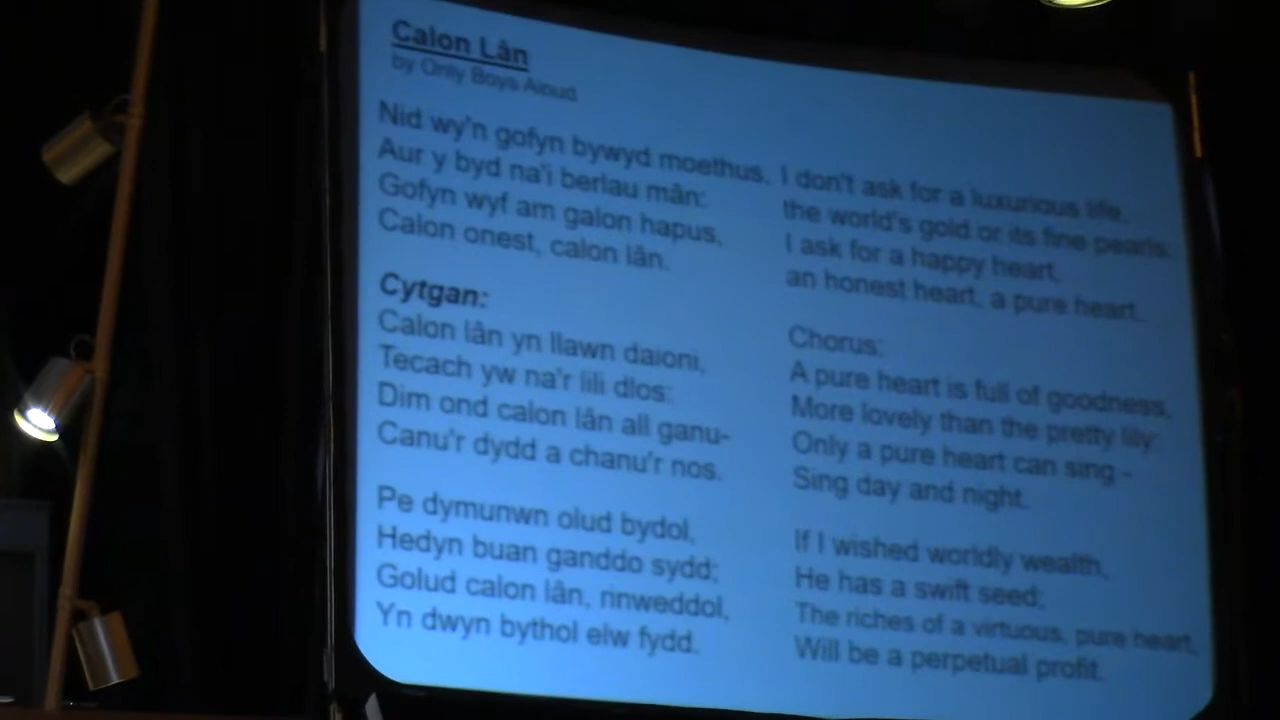 Calon Lân
by Only Boys Aloud
Nid wy'n gofyn bywyd moethus,
Aur y byd na'i berlau mân:
Gofyn wyf am galon hapus,
Calon onest, calon lân.
Cytgan:
Calon lân yn llawn daioni,
Tecach yw na'r lili dlos:
Dim ond calon lân all ganu-
Canu'r dydd a chanu'r nos.
Pe dymunwn olud bydol,
Hedyn buan ganddo sydd;
Golud calon lân, rinweddol,
Yn dwyn bythol elw fydd.
I don't ask for a luxurious life,
the world's gold or its fine pearls:
I ask for a happy heart,
an honest heart, a pure heart.
Chorus:
A pure heart is full of goodness,
More lovely than the pretty lily:
Only a pure heart can sing -
Sing day and night.
If I wished worldly wealth,
He has a swift seed;
The riches of a virtuous, pure heart,
Will be a perpetual profit.